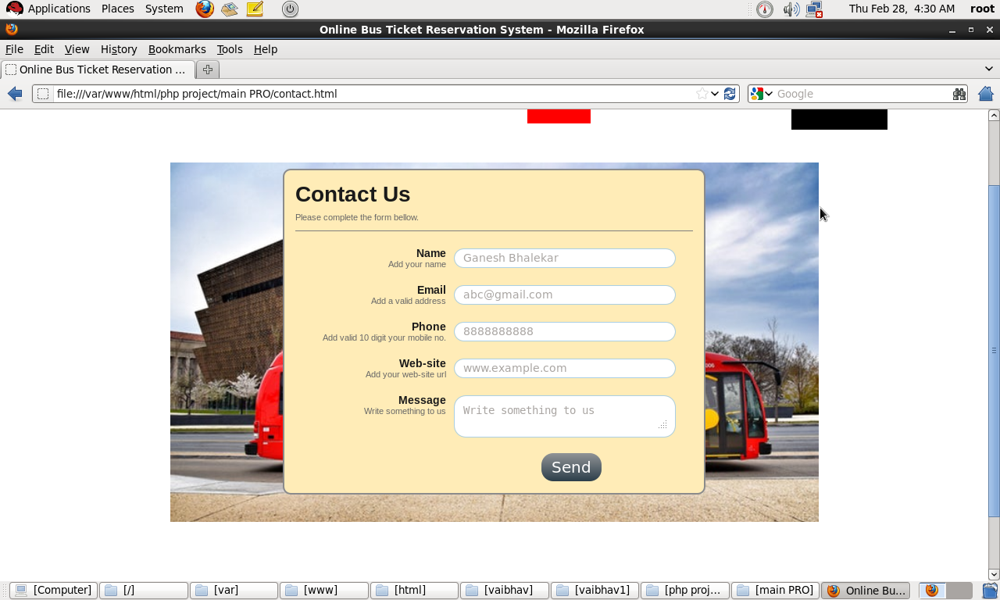 Applications Places System Thu Feb 28, 4:30 AM root
Online Bus Ticket Reservation System - Mozilla Firefox
File Edit View History Bookmarks Tools Help
Online Bus Ticket Reservation ...
file:///var/www/html/php project/main PRO/contact.html Google
Contact Us
Please complete the form bellow.
Name Ganesh Bhalekar
Add your name
Email abc@gmail.com
Add a valid address
Phone 8888888888
Add valid 10 digit your mobile no.
Web-site www.example.com
Add your web-site url
Message Write something to us
Write something to us
Send
[Computer] [/] [var] [www] [html] [vaibhav] [vaibhav1] [php proj... [main PRO] Online Bu...